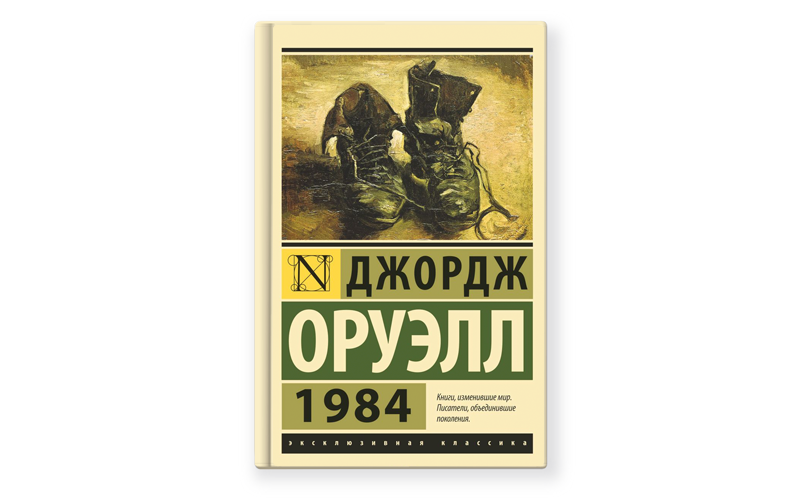 N
ДЖОРДЖ
ОРУЭЛЛ
1984
Книги, изменившие мир.
Писатели, объединившие
поколения.
эксклюзивная классика